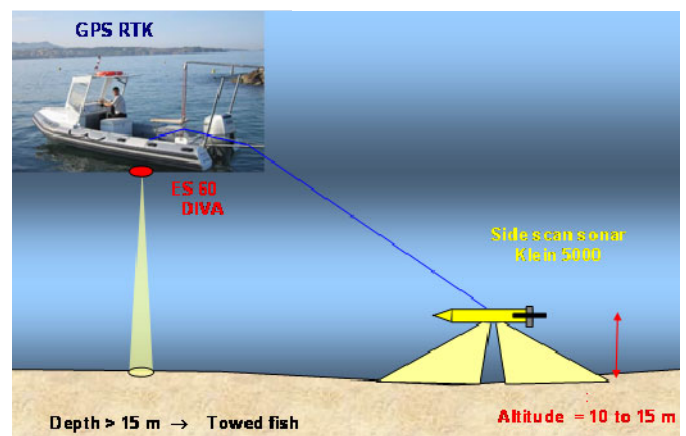 GPS RTK
ES 60
DIVA
Side scan sonar
Klein 5000
Depth > 15 m → Towed fish
Altitude = 10 to 15 m